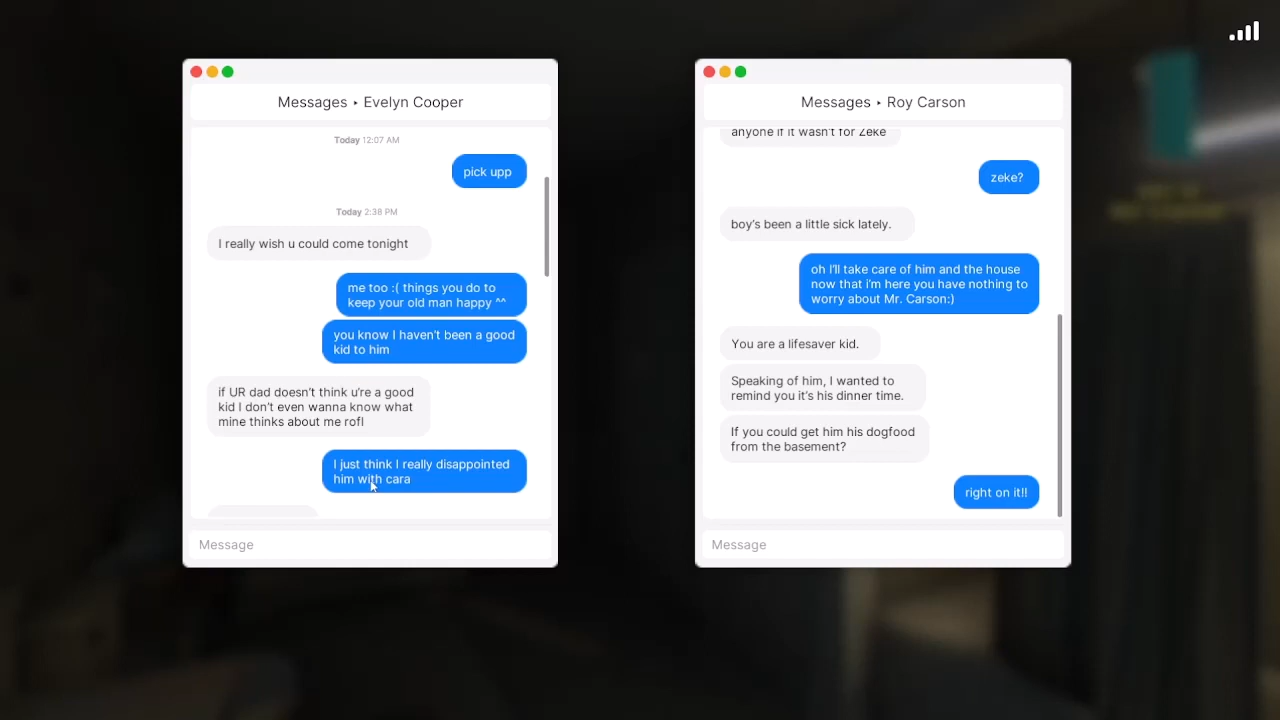 Messages ▸ Evelyn Cooper
Today 12:07 AM
pick upp
Today 2:38 PM
I really wish u could come tonight
me too :( things you do to
keep your old man happy ^^
you know I haven't been a good
kid to him
if UR dad doesn't think u're a good
kid I don't even wanna know what
mine thinks about me rofl
I just think I really disappointed
him with cara
Message
Messages ▸ Roy Carson
anyone if it wasn't for Zeke
zeke?
boy's been a little sick lately.
oh I'll take care of him and the house
now that i'm here you have nothing to
worry about Mr. Carson:)
You are a lifesaver kid.
Speaking of him, I wanted to
remind you it's his dinner time.
If you could get him his dogfood
from the basement?
right on it!!
Message